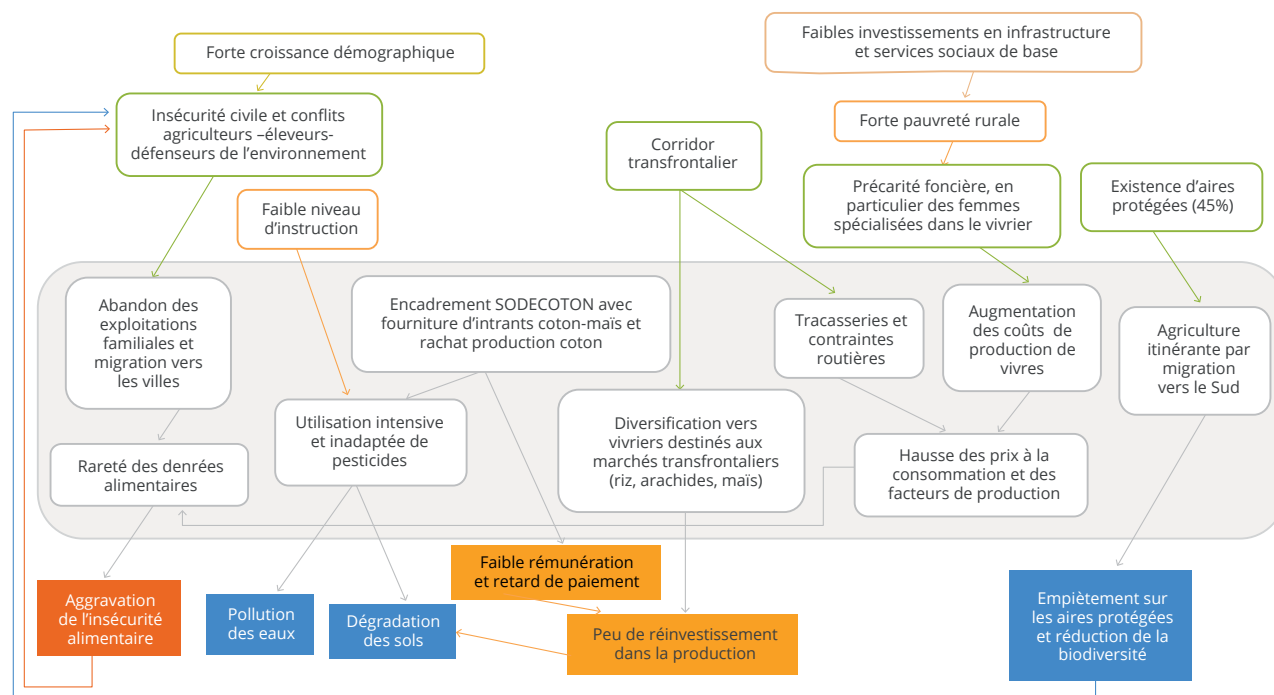 Forte croissance démographique
Faibles investissements en infrastructure
et services sociaux de base
Insécurité civile et conflits
agriculteurs –éleveurs-
défenseurs de l’environnement
Forte pauvreté rurale
Corridor
transfrontalier
Précarité foncière, en
particulier des femmes
spécialisées dans le vivrier
Existence d’aires
protégées (45%)
Faible niveau
d’instruction
Abandon des
exploitations
familiales et
migration vers
les villes
Encadrement SODECOTON avec
fourniture d’intrants coton-maïs et
rachat production coton
Tracasseries et
contraintes
routières
Augmentation
des coûts de
production de
vivres
Agriculture
itinérante par
migration
vers le Sud
Utilisation intensive
et inadaptée de
pesticides
Diversification vers
vivriers destinés aux
marchés transfrontaliers
(riz, arachides, maïs)
Hausse des prix à la
consommation et des
facteurs de production
Rareté des denrées
alimentaires
Faible rémunération
et retard de paiement
Aggravation
de l’insécurité
alimentaire
Pollution
des eaux
Dégradation
des sols
Peu de réinvestissement
dans la production
Empiètement sur
les aires protégées
et réduction de la
biodiversité